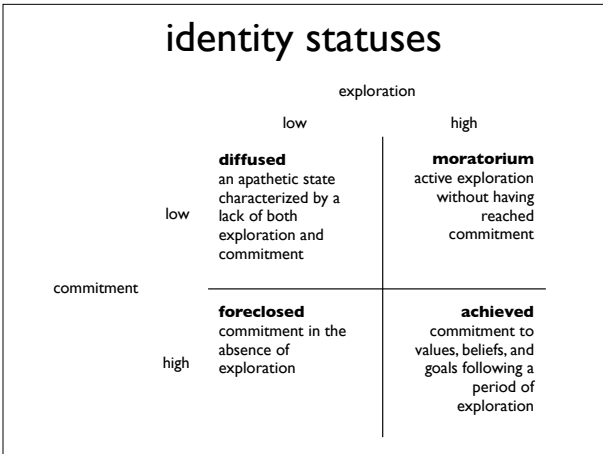 identity statuses
exploration
low high
diffused
an apathetic state
characterized by a
lack of both
exploration and
commitment
moratorium
active exploration
without having
reached
commitment
low
commitment
foreclosed
commitment in the
absence of
exploration
achieved
commitment to
values, beliefs, and
goals following a
period of
exploration
high